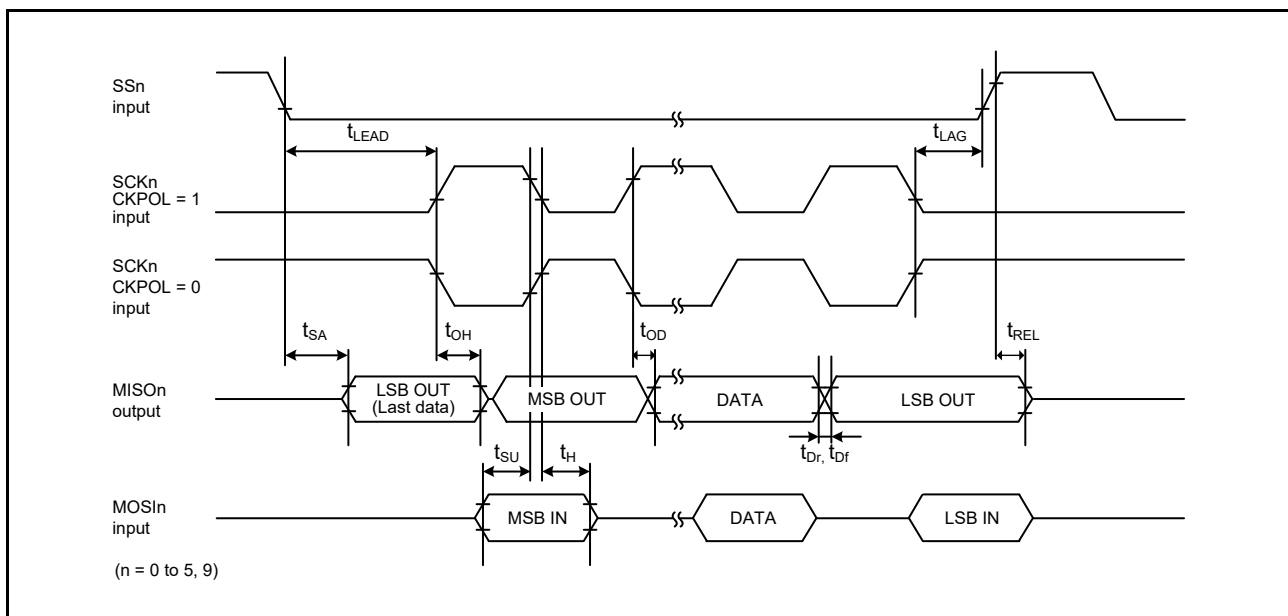 SSn
input
tLEAD
tLAG
SCKn
CKPOL = 1
input
SCKn
CKPOL = 0
input
tSA
tOH
tOD
tREL
MISOn
output
LSB OUT
(Last data)
MSB OUT
DATA
LSB OUT
tSU
tH
tDr, tDf
MOSIn
input
MSB IN
DATA
LSB IN
(n = 0 to 5, 9)